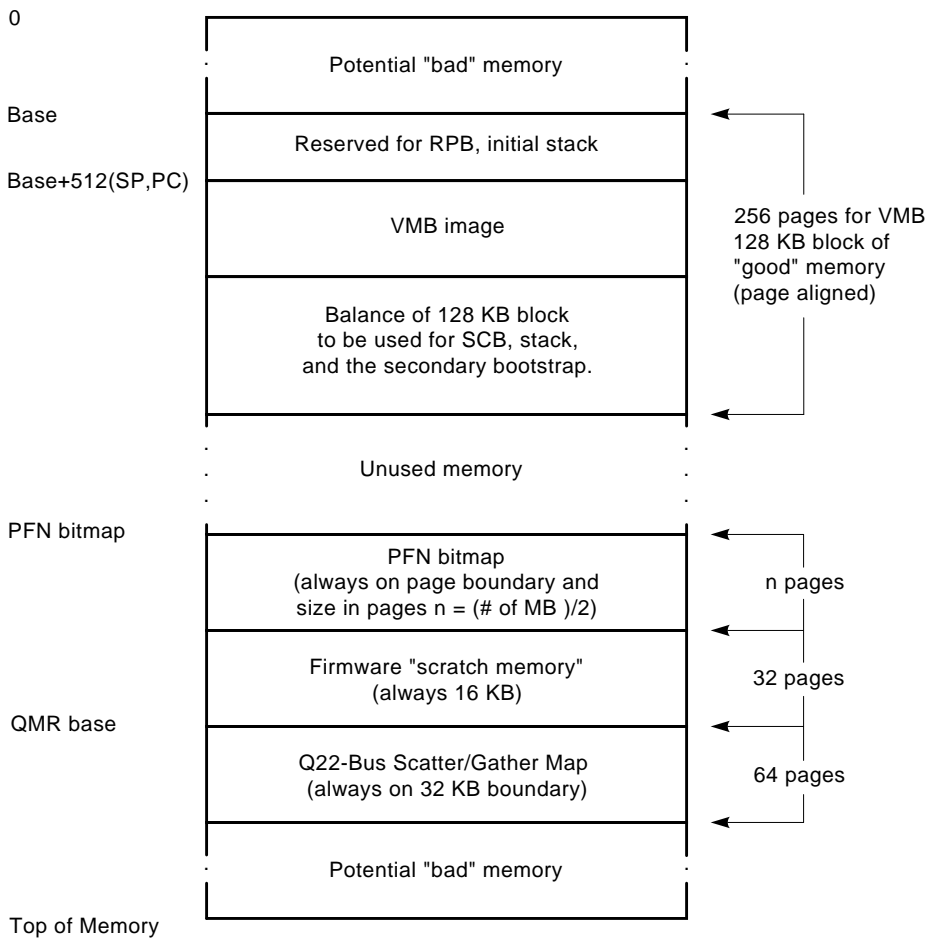 0
Potential "bad" memory
Base
Reserved for RPB, initial stack
Base+512(SP,PC)
VMB image
256 pages for VMB
128 KB block of
"good" memory
(page aligned)
Balance of 128 KB block
to be used for SCB, stack,
and the secondary bootstrap.
Unused memory
PFN bitmap
PFN bitmap
(always on page boundary and
size in pages n = (# of MB )/2)
n pages
Firmware "scratch memory"
(always 16 KB)
32 pages
QMR base
Q22-Bus Scatter/Gather Map
(always on 32 KB boundary)
64 pages
Potential "bad" memory
Top of Memory